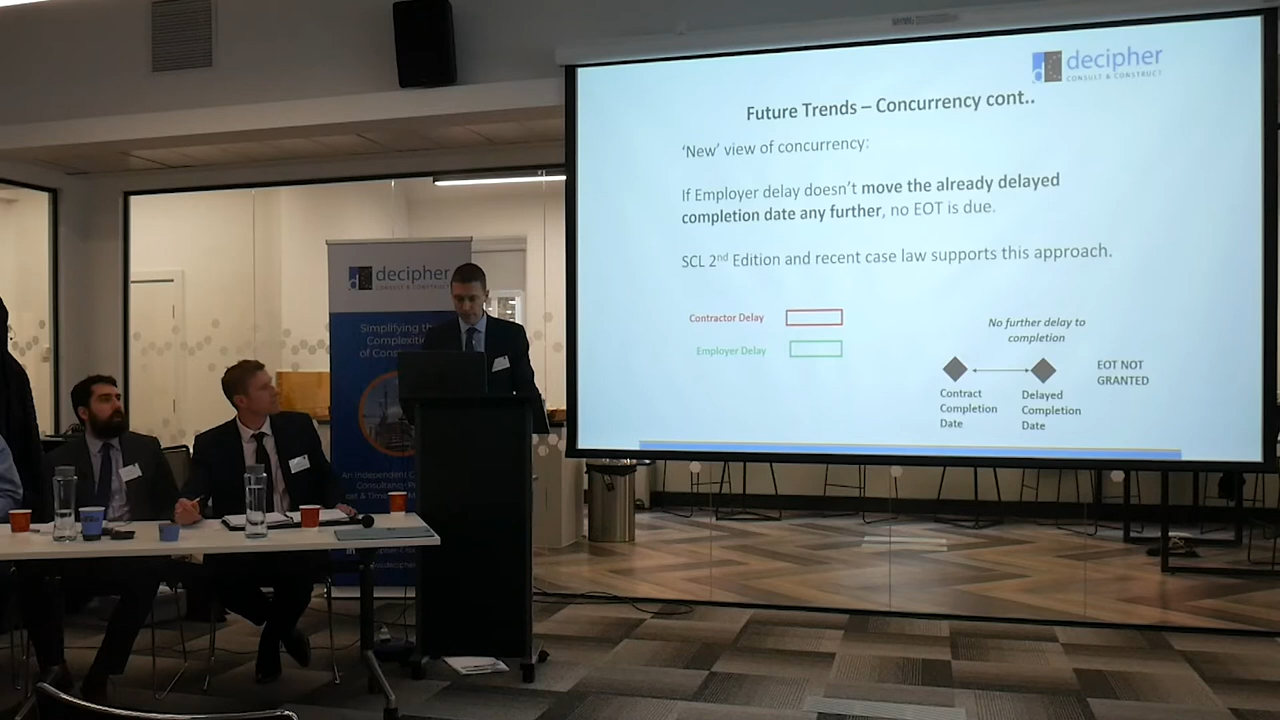 decipher
CONSULT & CONSTRUCT
Future Trends – Concurrency cont..
'New' view of concurrency:
If Employer delay doesn't move the already delayed
completion date any further, no EOT is due.
SCL 2nd Edition and recent case law supports this approach.
Contractor Delay
Employer Delay
No further delay to
completion
EOT NOT
GRANTED
Contract
Completion
Date
Delayed
Completion
Date
decipher
CONSULT & CONSTRUCT
Simplifying
of
An Independent